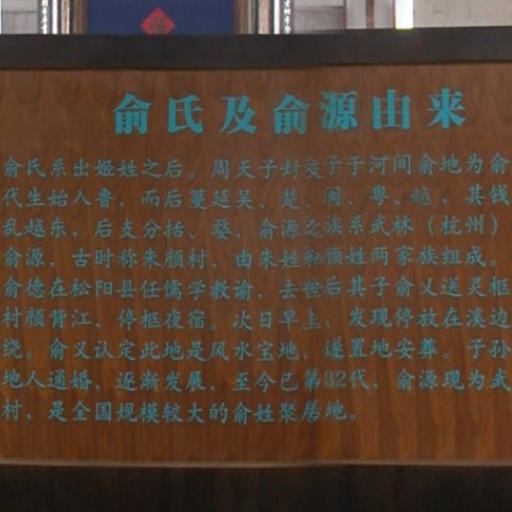 俞氏及俞源由来
俞氏系出姬姓之后。周天子封支子于河间俞地为俞
代生始入鲁，而后蔓延吴、楚、闽、粤、越，其钱
乱越东，后支分括、婺，俞源之族系武林（杭州）
俞源，古时称朱颜村，由朱姓和颜姓两家族组成。
俞德在松阳县任儒学教谕，去世后其子俞义送灵柩
村颜背江，停柩夜宿。次日早上，发现停放在溪边
绕。俞义认定此地是风水宝地，遂置地安葬。子孙
地人通婚，逐渐发展，至今已第32代，俞源现为武
村，是全国规模较大的俞姓聚居地。